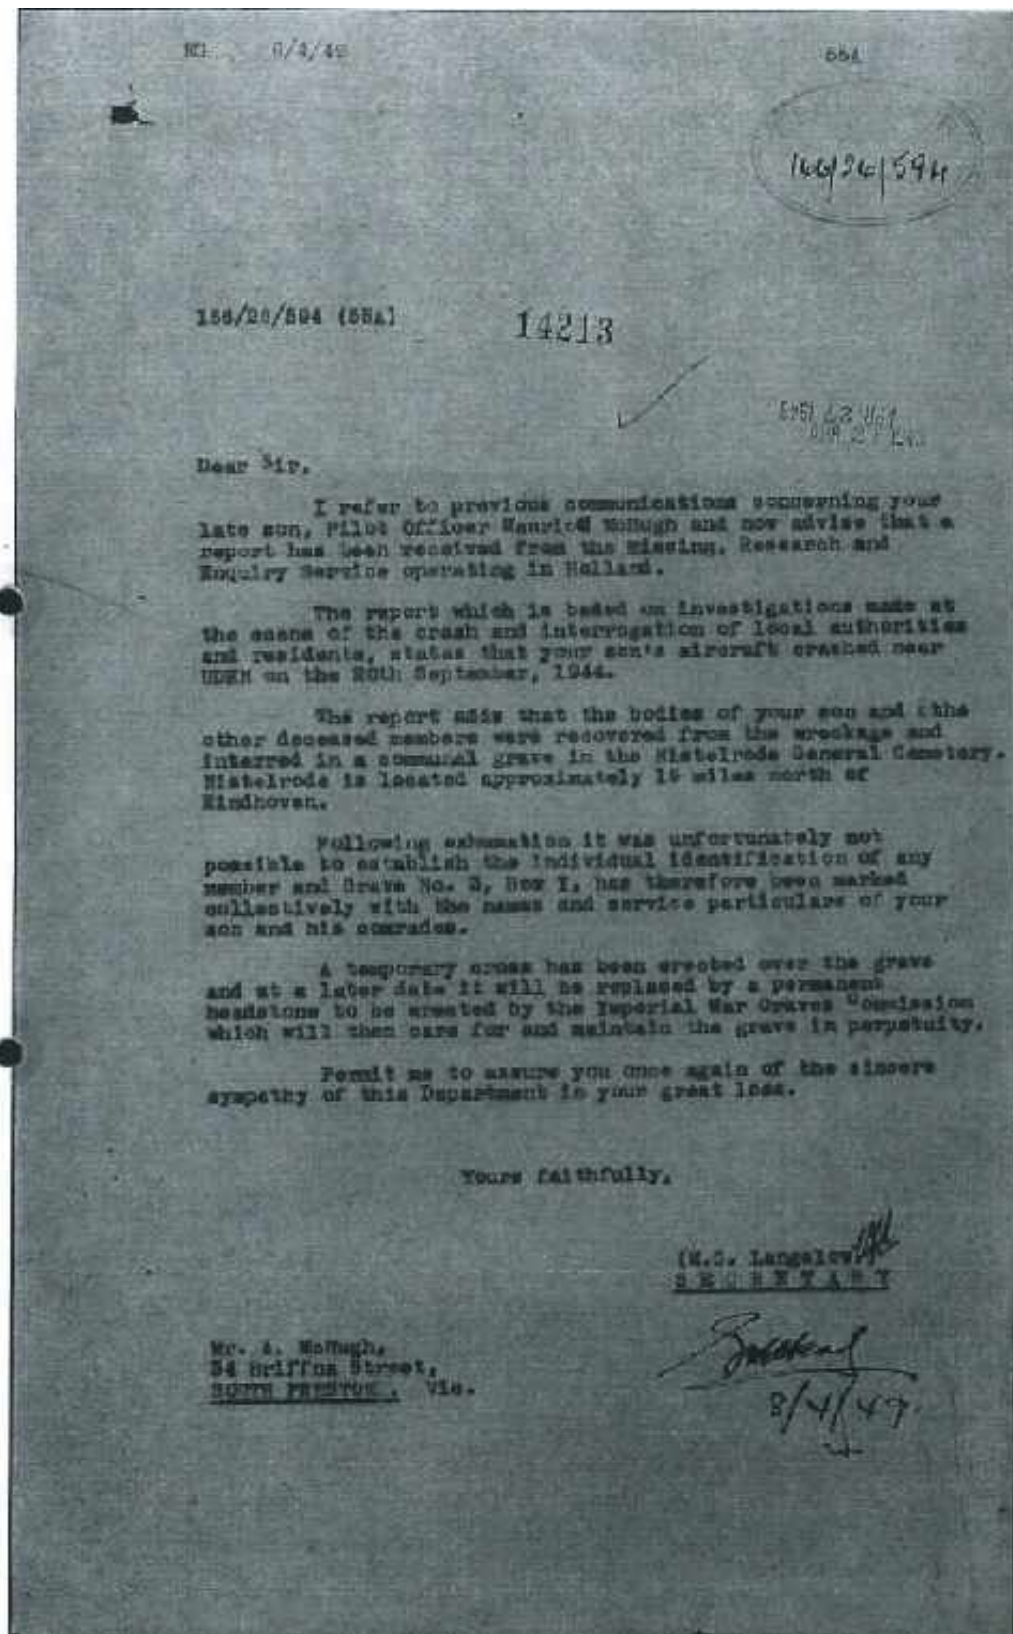 55A
166/26/594
166/26/594 (55A)
14213
Dear Sir,
I refer to previous communications concerning your
late son, Pilot Officer Maurice McHugh and now advise that a
report has been received from the Missing, Research and
Enquiry Service operating in Holland.
The report which is based on investigations made at
the scene of the crash and interrogation of local authorities
and residents, states that your son's aircraft crashed near
UDEN on the September, 1944.
The report adds that the bodies of your son and the
other deceased members were recovered from the wreckage and
interred in a communal grave in the Nistelrode General Cemetery.
Nistelrode is located approximately miles north of
Eindhoven.
Following exhumation it was unfortunately not
possible to establish the individual identification of any
member and Grave No. Row has therefore been marked
collectively with the names and service particulars of your
son and his comrades.
A temporary cross has been erected over the grave
and at a later date it will be replaced by a permanent
headstone to be erected by the Imperial War Graves Commission
which will then care for and maintain the grave in perpetuity.
Permit me to assure you once again of the sincere
sympathy of this Department in your great loss.
Yours faithfully,
(M.C. Langslow)
SECRETARY
Mr. A. McHugh,
Street,
SOUTH PRESTON. Vic.
8/4/49